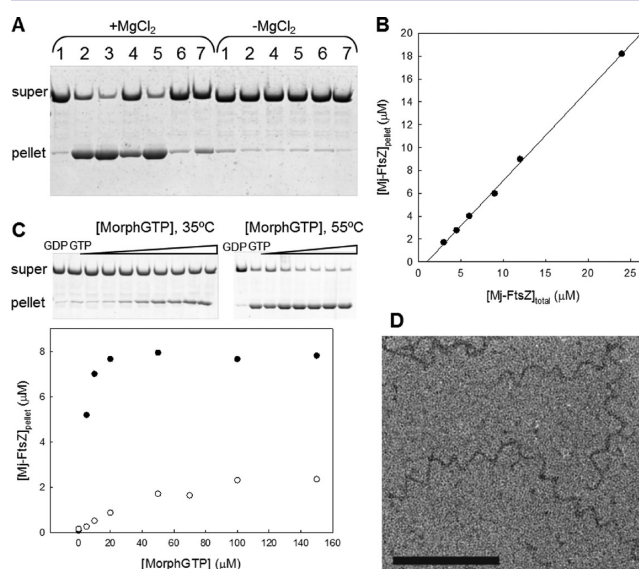 A
+MgCl2
-MgCl2
1 2 3 4 5 6 7 1 2 3 4 5 6 7
super
pellet
B
20
18
16
14
12
10
8
6
4
2
0
0 5 10 15 20 25
[Mj-FtsZ]pellet (µM)
[Mj-FtsZ]total (µM)
C
[MorphGTP], 35ºC
[MorphGTP], 55ºC
GDP GTP
GDP GTP
super
pellet
8
6
4
2
0
0 20 40 60 80 100 120 140 160
[Mj-FtsZ]pellet (µM)
[MorphGTP] (µM)
D